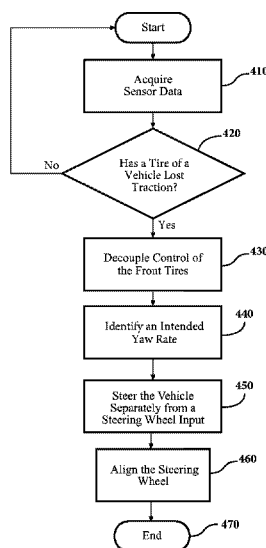 Start
Acquire
Sensor Data
410
420
Has a Tire of a
Vehicle Lost
Traction?
No
Yes
Decouple Control of
the Front Tires
430
Identify an Intended
Yaw Rate
440
Steer the Vehicle
Separately from a
Steering Wheel Input
450
Align the Steering
Wheel
460
End
470